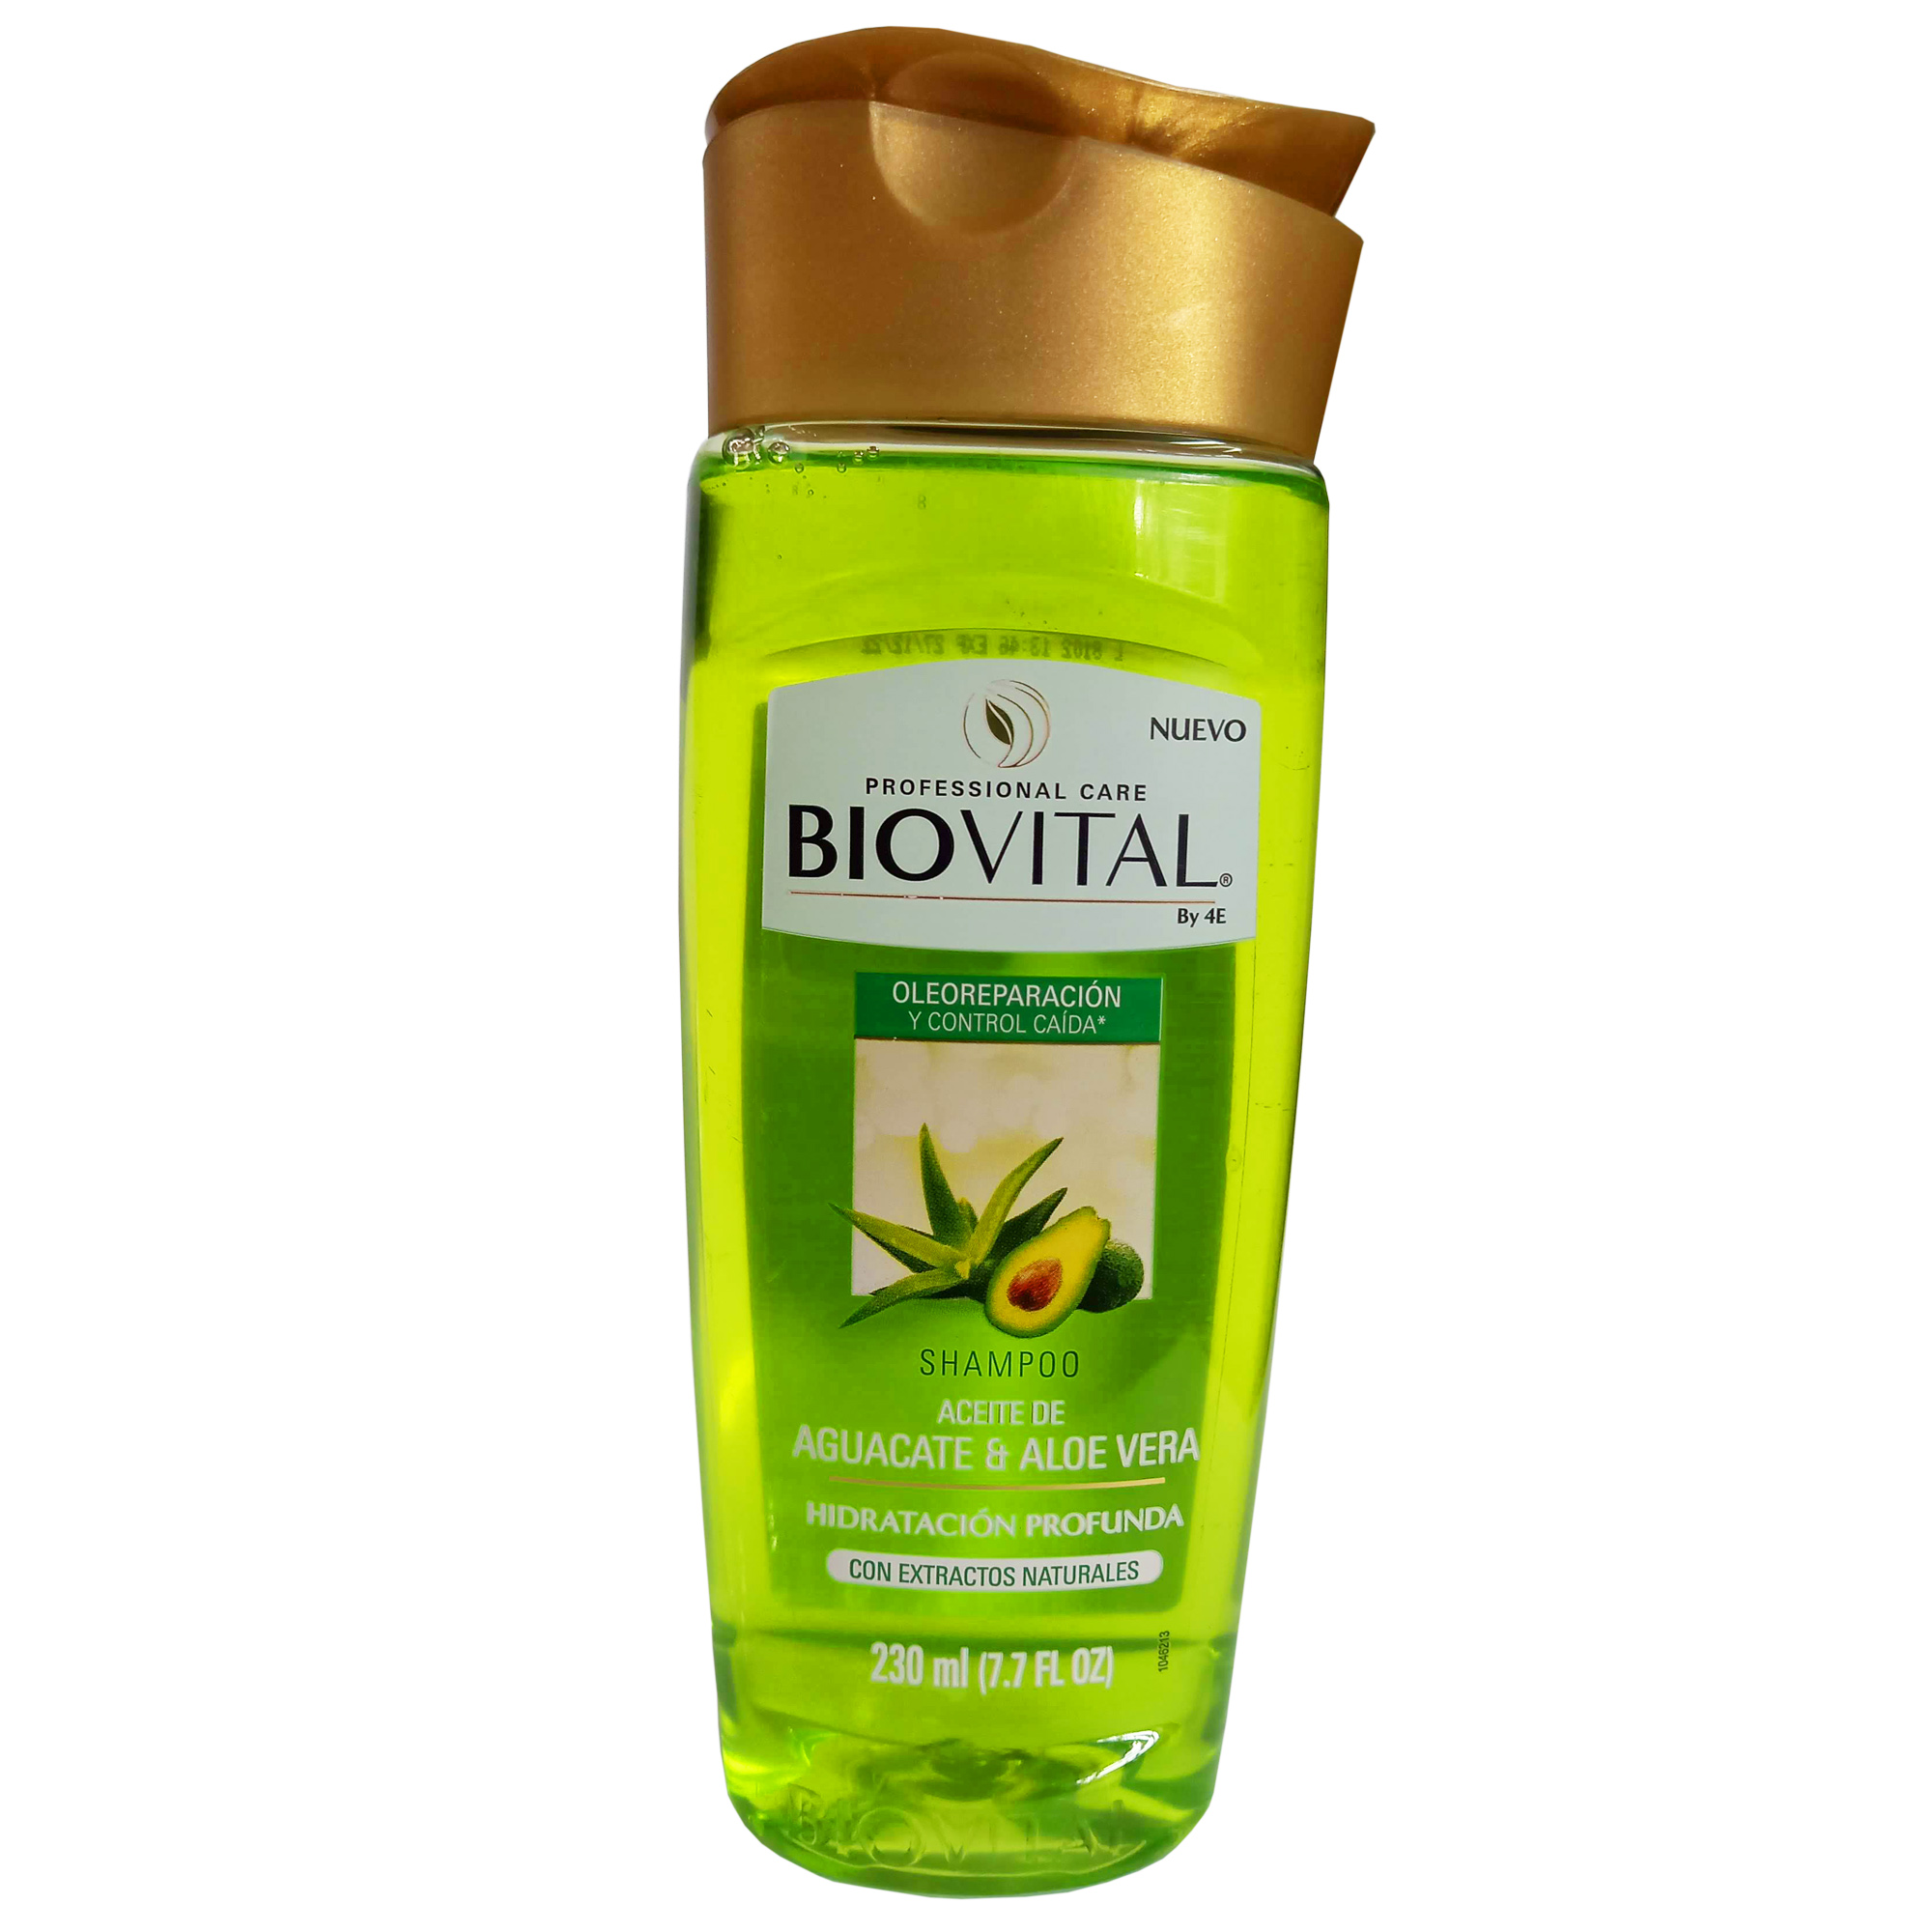 NUEVO
PROFESSIONAL CARE
BIOVITAL®
By 4E
OLEOREPARACIÓN
Y CONTROL CAÍDA*
SHAMPOO
ACEITE DE
AGUACATE & ALOE VERA
HIDRATACIÓN PROFUNDA
CON EXTRACTOS NATURALES
1046213
230 ml (7.7 FL OZ)
BIOVITAL